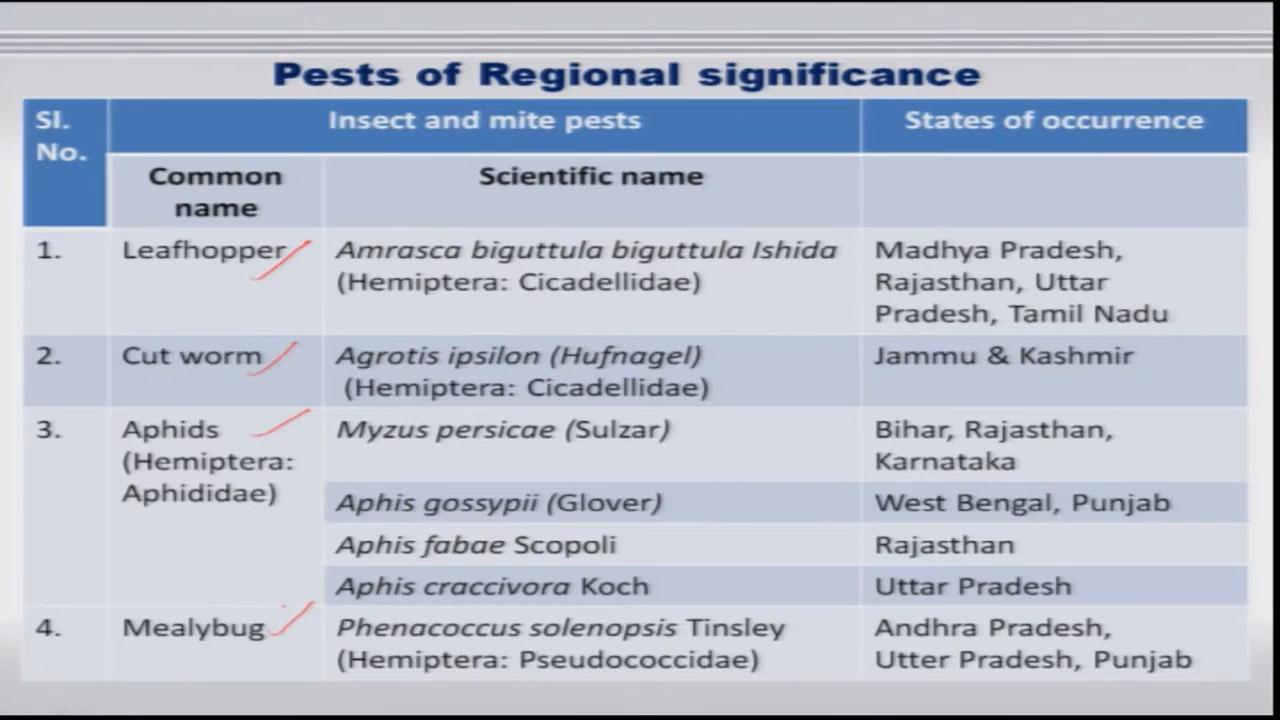 Pests of Regional significance
Sl. No. Insect and mite pests States of occurrence
Common name Scientific name
1. Leafhopper Amrasca biguttula biguttula Ishida Madhya Pradesh,
(Hemiptera: Cicadellidae) Rajasthan, Uttar
Pradesh, Tamil Nadu
2. Cut worm Agrotis ipsilon (Hufnagel) Jammu & Kashmir
(Hemiptera: Cicadellidae)
3. Aphids Myzus persicae (Sulzar) Bihar, Rajasthan,
(Hemiptera: Karnataka
Aphididae) Aphis gossypii (Glover) West Bengal, Punjab
Aphis fabae Scopoli Rajasthan
Aphis craccivora Koch Uttar Pradesh
4. Mealybug Phenacoccus solenopsis Tinsley Andhra Pradesh,
(Hemiptera: Pseudococcidae) Utter Pradesh, Punjab